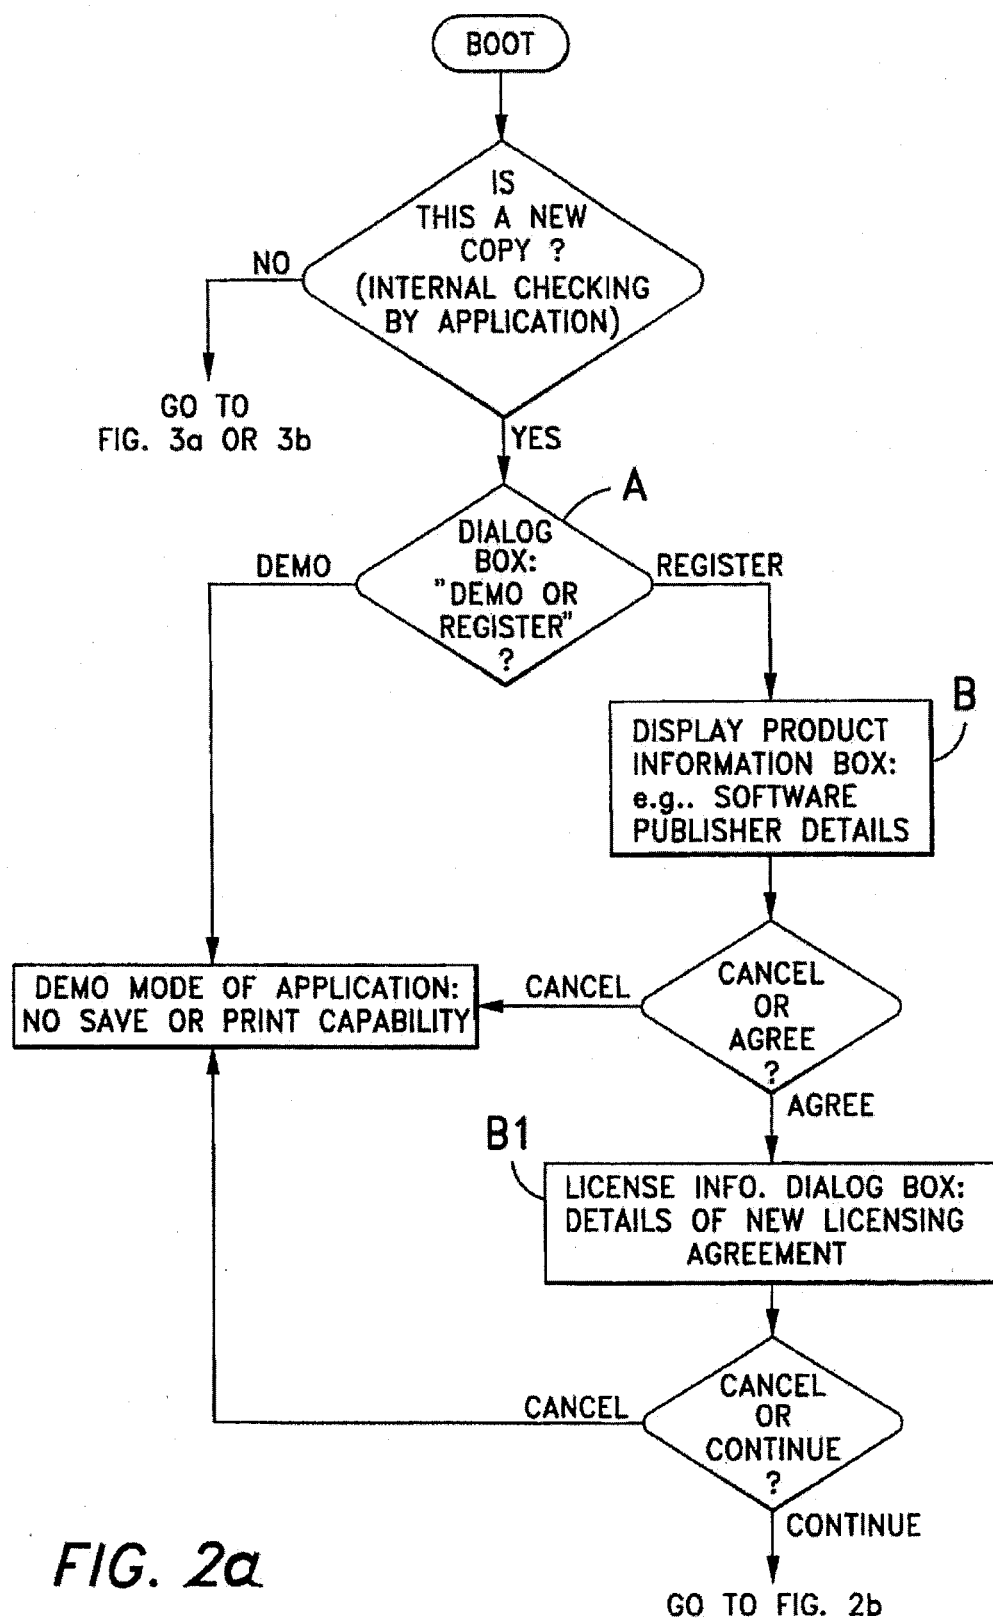 BOOT
IS
THIS A NEW
COPY ?
(INTERNAL CHECKING
BY APPLICATION)
NO
GO TO
FIG. 3a OR 3b
YES
A
DIALOG
BOX:
"DEMO OR
REGISTER"
?
DEMO
REGISTER
B
DISPLAY PRODUCT
INFORMATION BOX:
e.g.. SOFTWARE
PUBLISHER DETAILS
DEMO MODE OF APPLICATION:
NO SAVE OR PRINT CAPABILITY
CANCEL
CANCEL
OR
AGREE
?
AGREE
B1
LICENSE INFO. DIALOG BOX:
DETAILS OF NEW LICENSING
AGREEMENT
CANCEL
CANCEL
OR
CONTINUE
?
CONTINUE
GO TO FIG. 2b
FIG. 2a